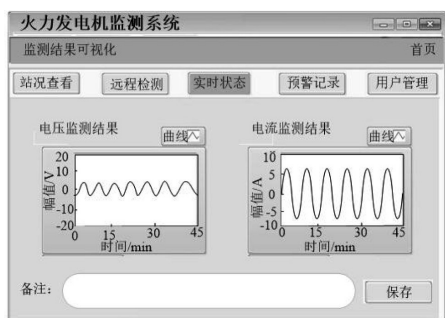 火力发电机监测系统
监测结果可视化 首页
站况查看 远程检测 实时状态 预警记录 用户管理
电压监测结果 曲线
20
10
0
-10
-20
幅值/V
0 15 30 45
时间/min
电流监测结果 曲线
10
5
0
-5
-10
幅值/A
0 15 30 45
时间/min
备注: 保存